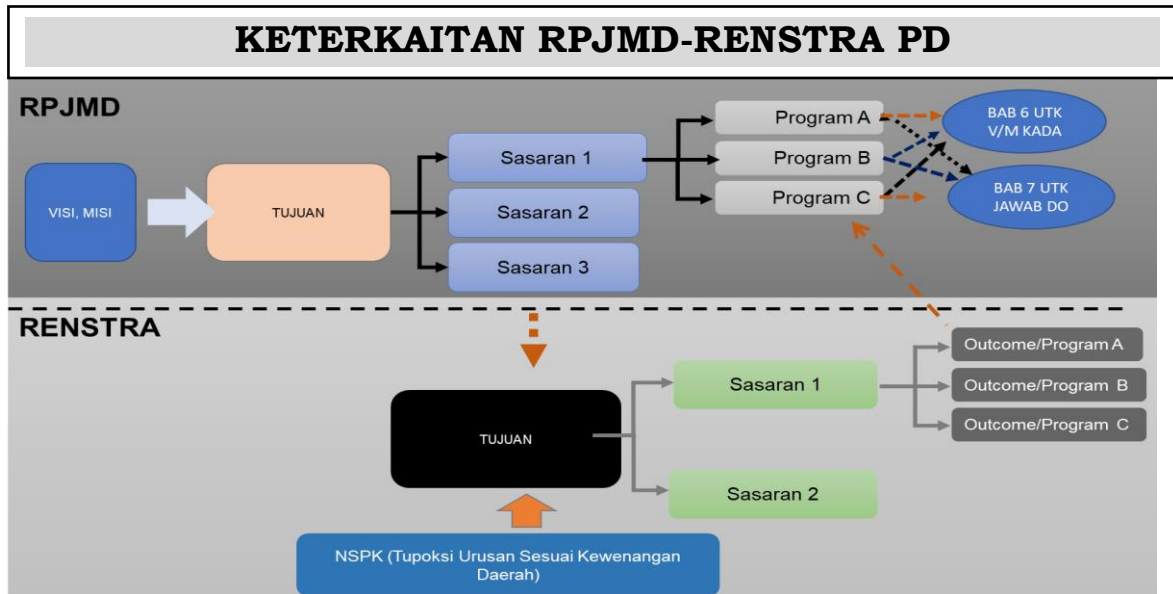 KETERKAITAN RPJMD-RENSTRA PD
RPJMD
VISI, MISI
TUJUAN
Sasaran 1
Sasaran 2
Sasaran 3
Program A
Program B
Program C
BAB 6 UTK
V/M KADA
BAB 7 UTK
JAWAB DO
RENSTRA
TUJUAN
Sasaran 1
Sasaran 2
Outcome/Program A
Outcome/Program B
Outcome/Program C
NSPK (Tupoksi Urusan Sesuai Kewenangan
Daerah)